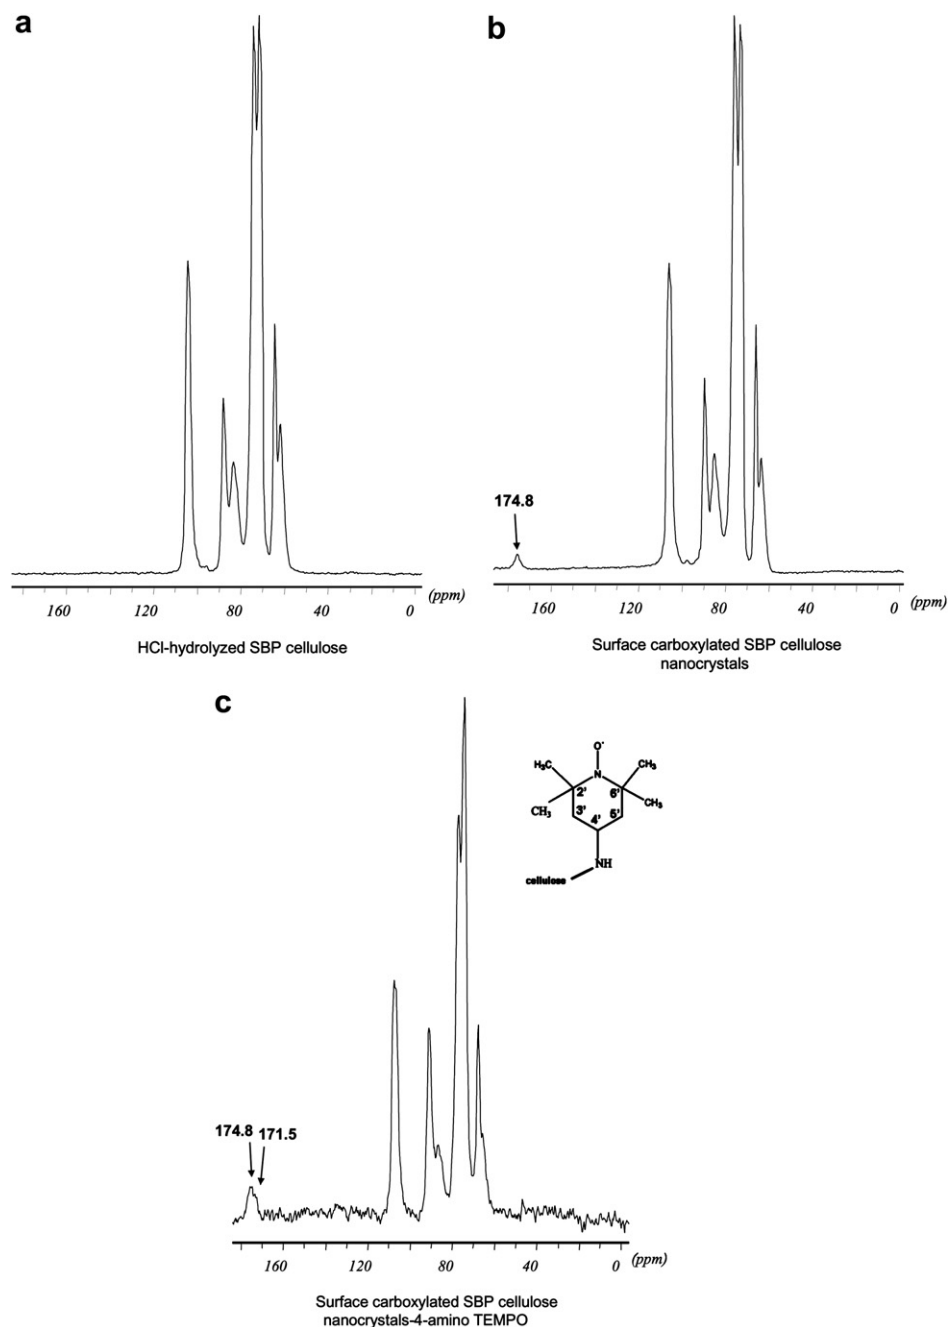 a
160 120 80 40 0 (ppm)
HCl-hydrolyzed SBP cellulose
b
174.8
160 120 80 40 0 (ppm)
Surface carboxylated SBP cellulose
nanocrystals
c
O·
H₃C N CH₃
2' 6'
CH₃ 3' 5' CH₃
4'
NH
cellulose
174.8 171.5
160 120 80 40 0 (ppm)
Surface carboxylated SBP cellulose
nanocrystals-4-amino TEMPO